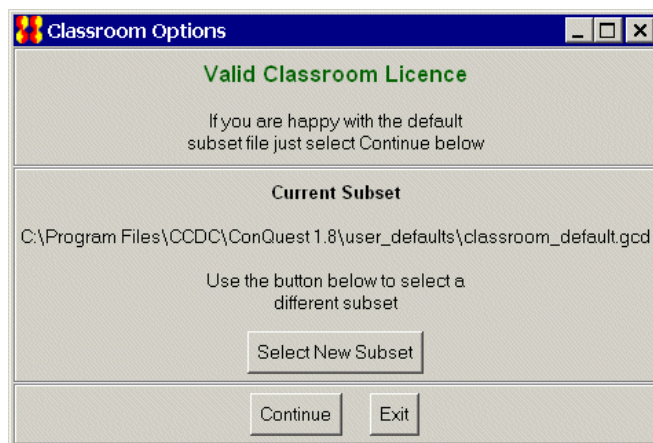 Classroom Options
Valid Classroom Licence
If you are happy with the default
subset file just select Continue below
Current Subset
C:\Program Files\CCDC\ConQuest 1.8\user_defaults\classroom_default.gcd
Use the button below to select a
different subset
Select New Subset
Continue Exit